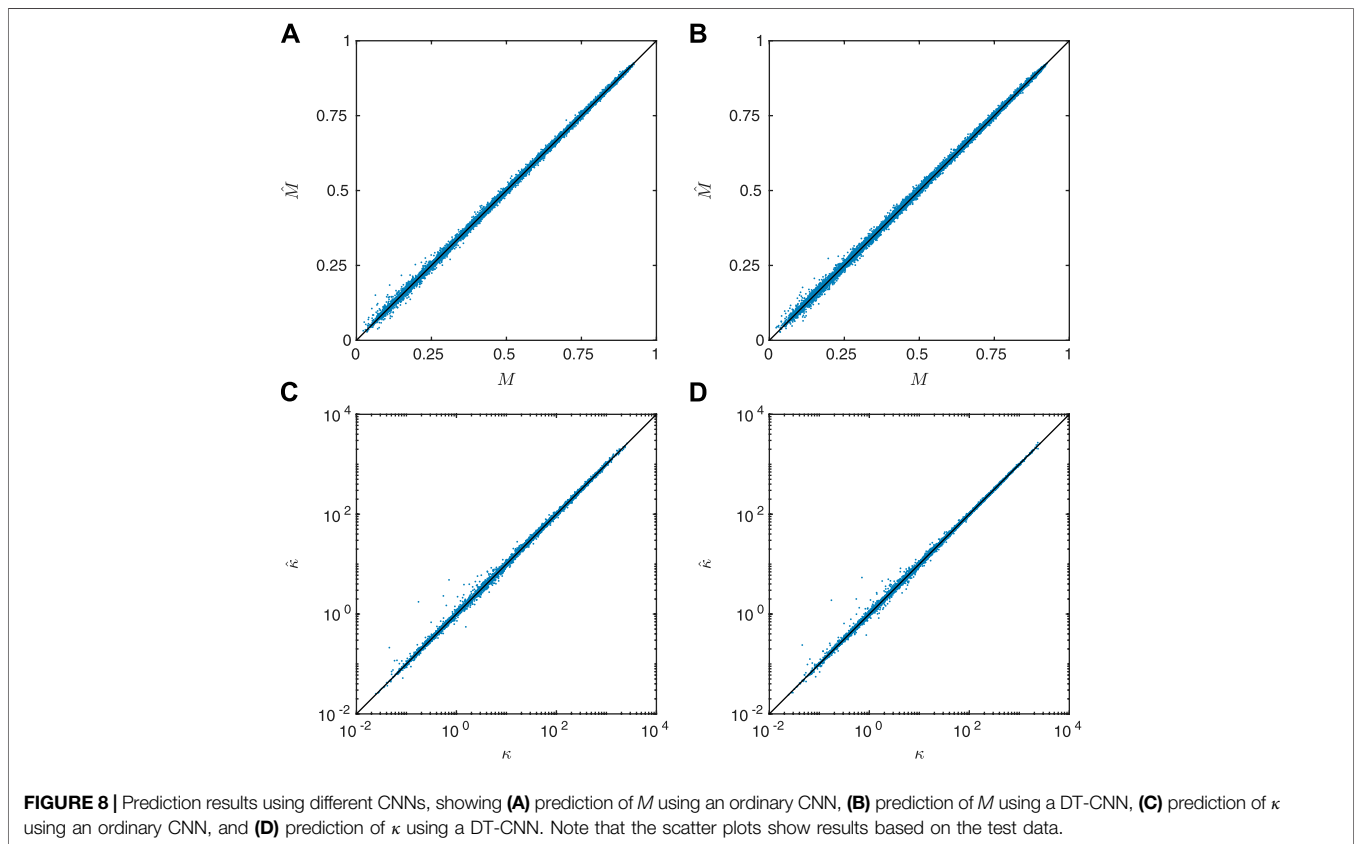 A
B
1
0.75
0.5
0.25
0
M̂
0 0.25 0.5 0.75 1
M
1
0.75
0.5
0.25
0
M̂
0 0.25 0.5 0.75 1
M
C
D
10^4
10^2
10^0
10^-2
κ̂
10^-2 10^0 10^2 10^4
κ
10^4
10^2
10^0
10^-2
κ̂
10^-2 10^0 10^2 10^4
κ
FIGURE 8 | Prediction results using different CNNs, showing (A) prediction of M using an ordinary CNN, (B) prediction of M using a DT-CNN, (C) prediction of κ
using an ordinary CNN, and (D) prediction of κ using a DT-CNN. Note that the scatter plots show results based on the test data.